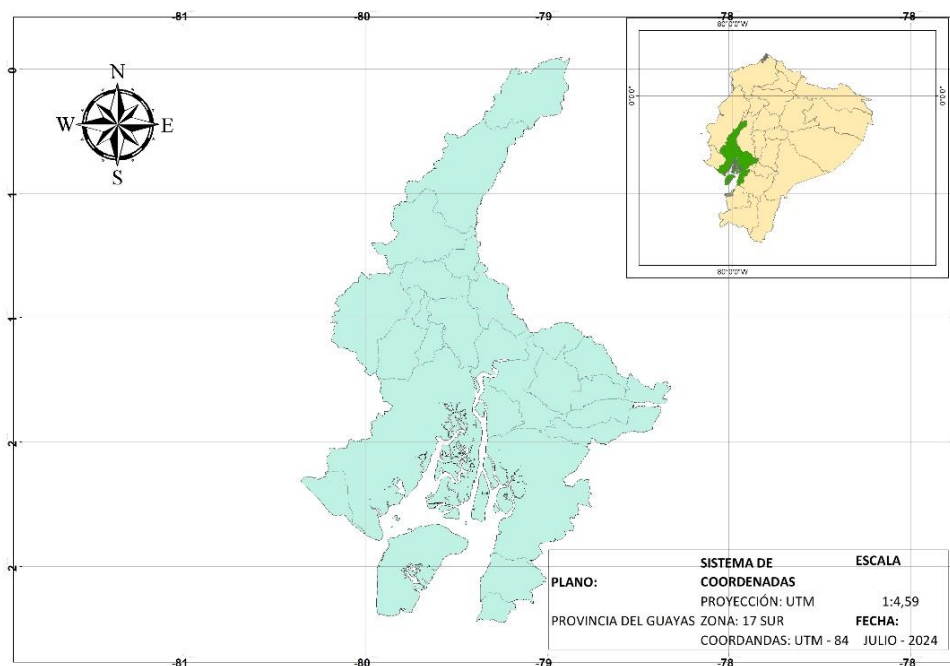 -81 -80 -79 -78
80°0'0"W
N
W E
S
0
1
1
2
2
0°0'0" 0°0'0"
80°0'0"W
SISTEMA DE ESCALA
PLANO: COORDENADAS
PROYECCIÓN: UTM 1:4,59
PROVINCIA DEL GUAYAS ZONA: 17 SUR FECHA:
COORDANDAS: UTM - 84 JULIO - 2024
-81 -80 -79 -78